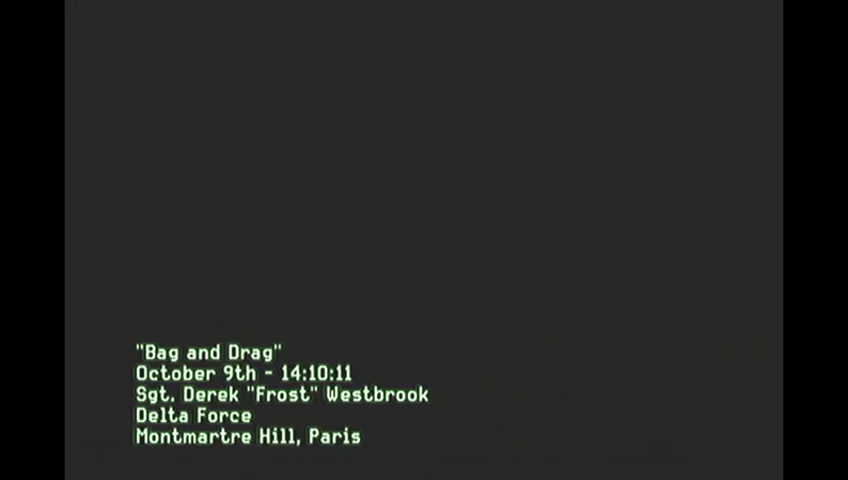 "Bag and Drag"
October 9th - 14:10:11
Sgt. Derek "Frost" Westbrook
Delta Force
Montmartre Hill, Paris